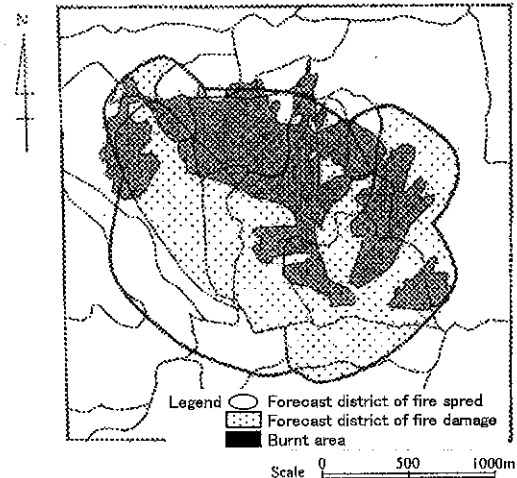 N
Legend Forecast district of fire spred
Forecast district of fire damage
Burnt area
Scale 0 500 1000m